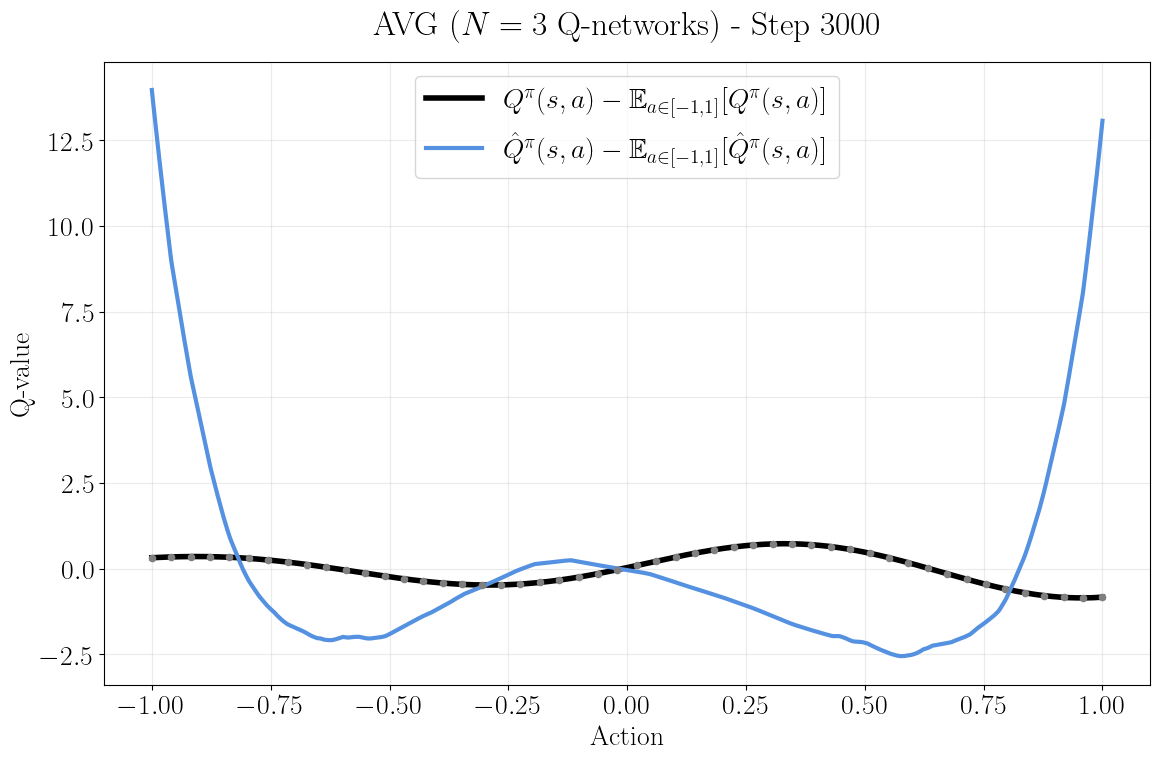 AVG (N = 3 Q-networks) - Step 3000
Q^π(s, a) − 𝔼_{a∈[−1,1]}[Q^π(s, a)]
Q̂^π(s, a) − 𝔼_{a∈[−1,1]}[Q̂^π(s, a)]
Q-value
12.5
10.0
7.5
5.0
2.5
0.0
−2.5
−1.00 −0.75 −0.50 −0.25 0.00 0.25 0.50 0.75 1.00
Action